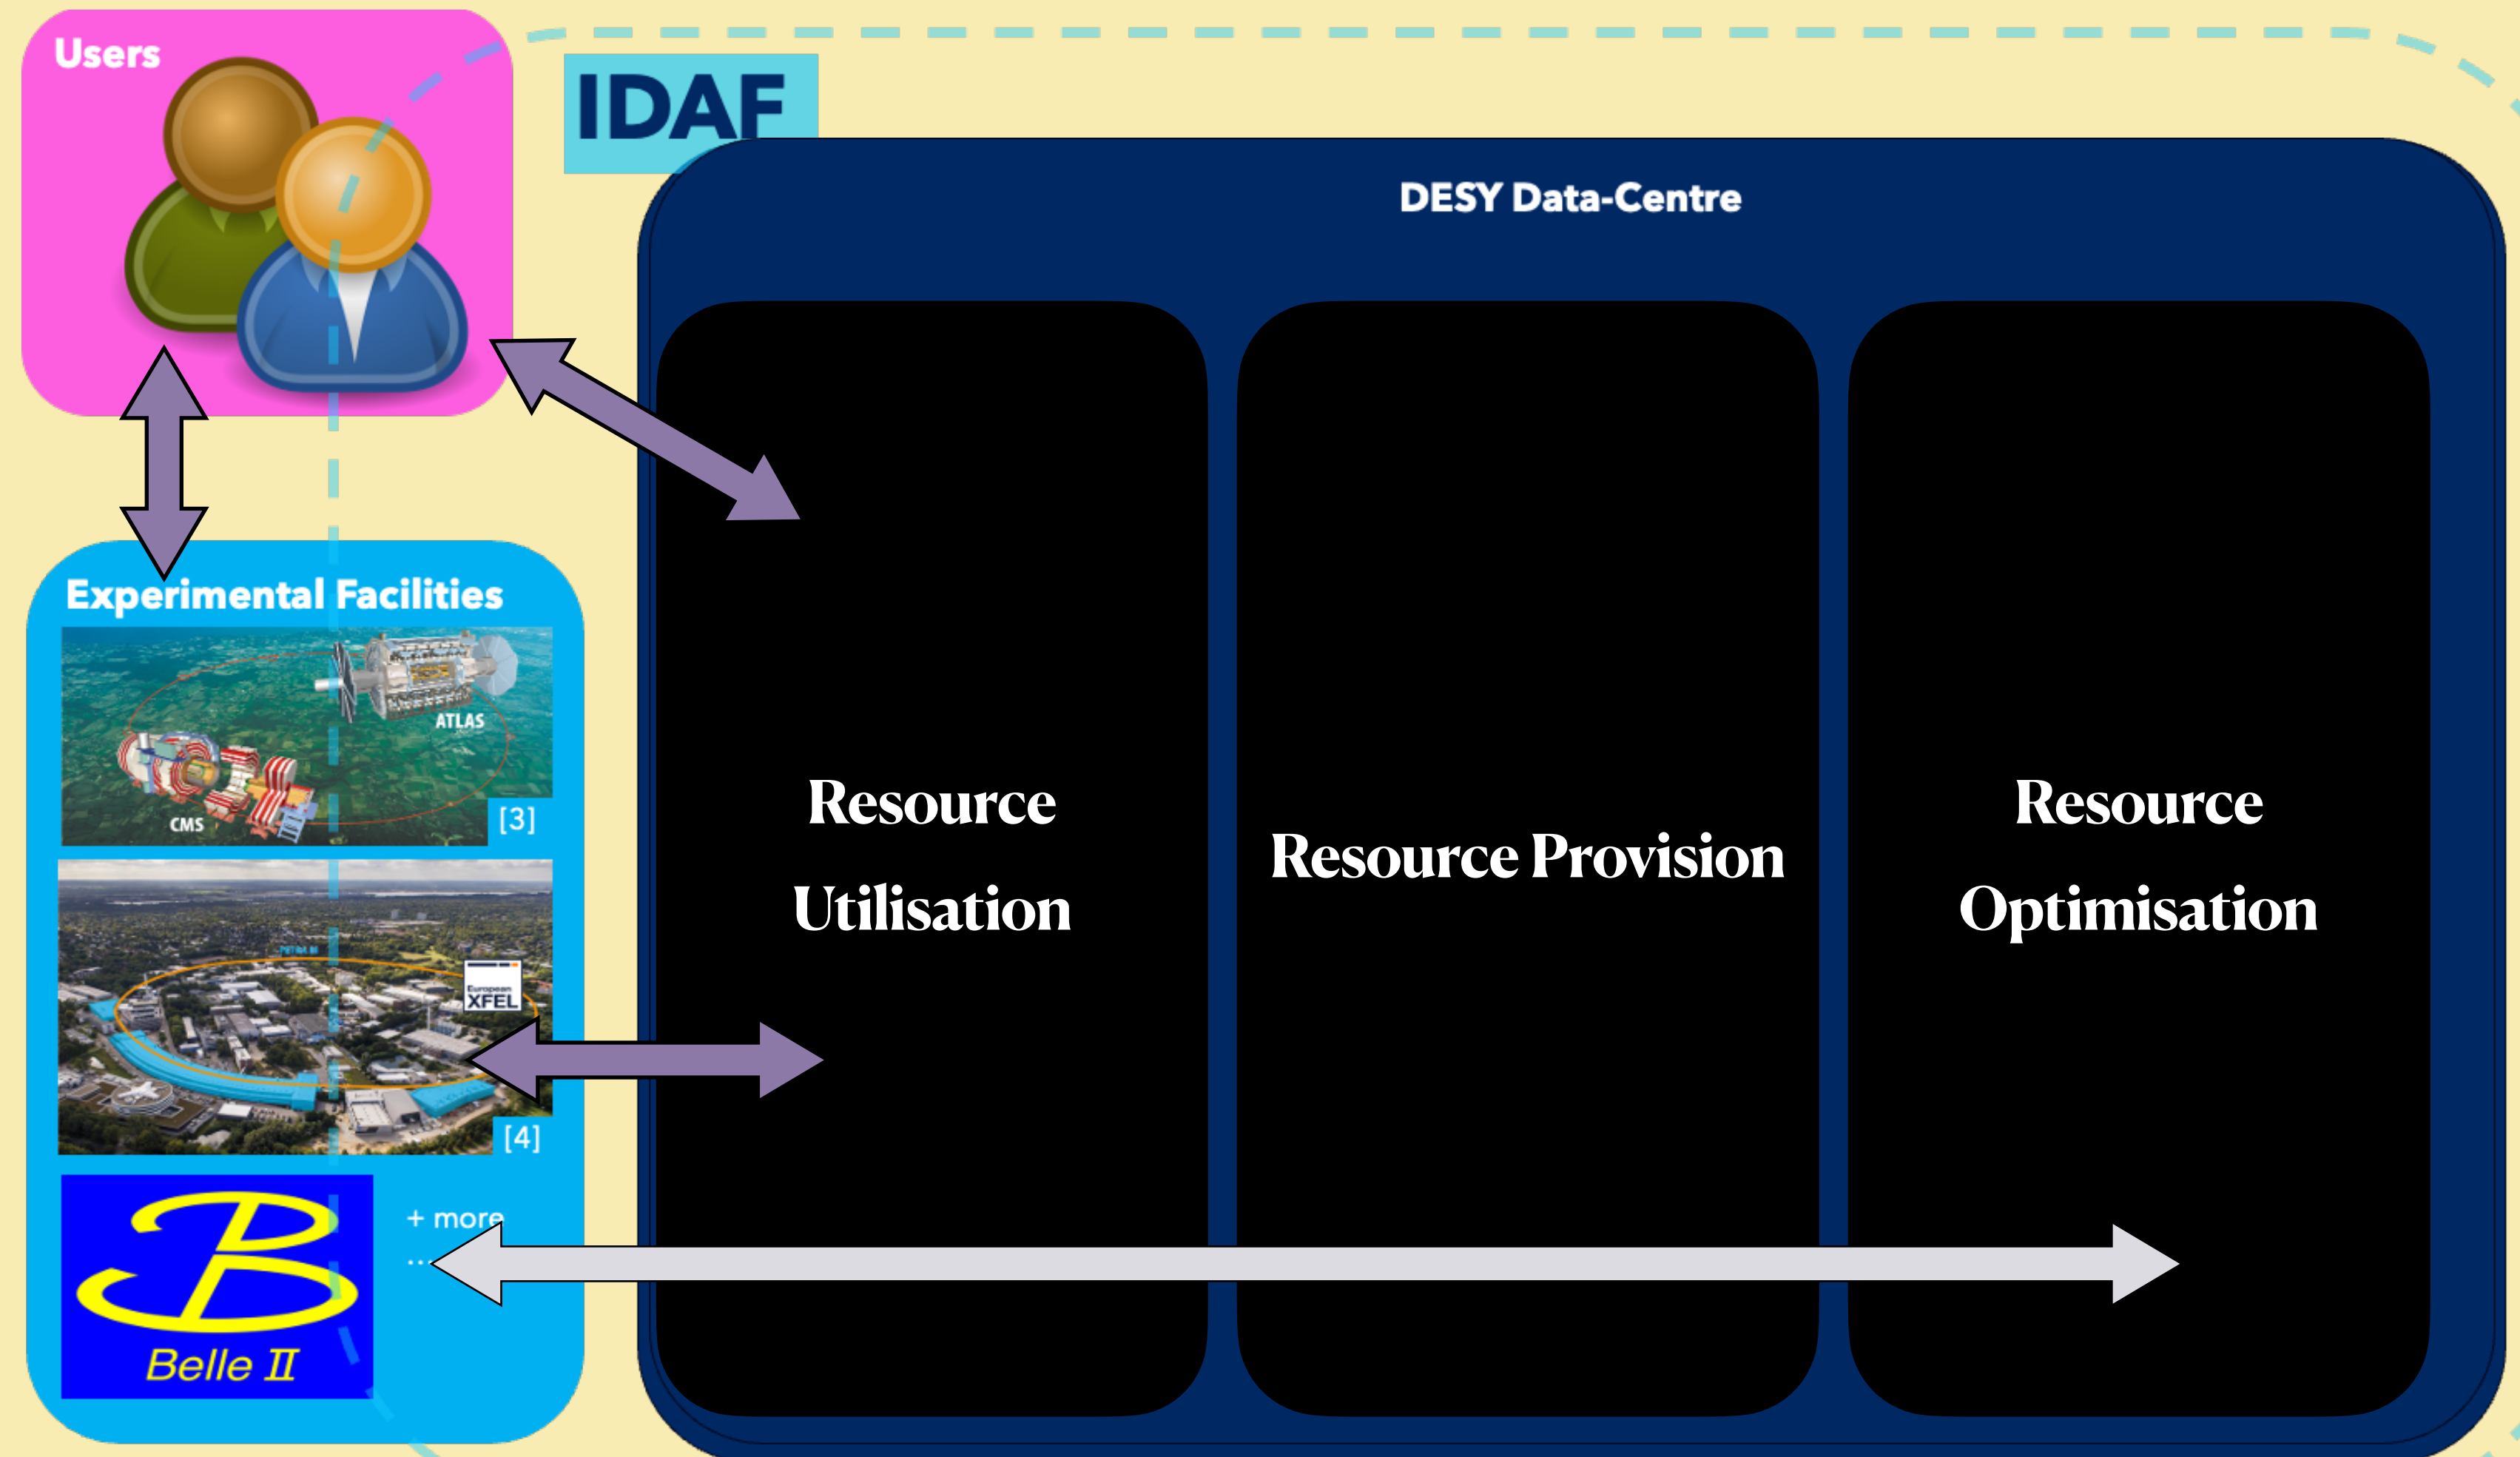 Users
IDAF
DESY Data-Centre
Experimental Facilities
ATLAS
CMS
[3]
European
XFEL
[4]
Belle II
+ more
...
Resource
Utilisation
Resource Provision
Resource
Optimisation